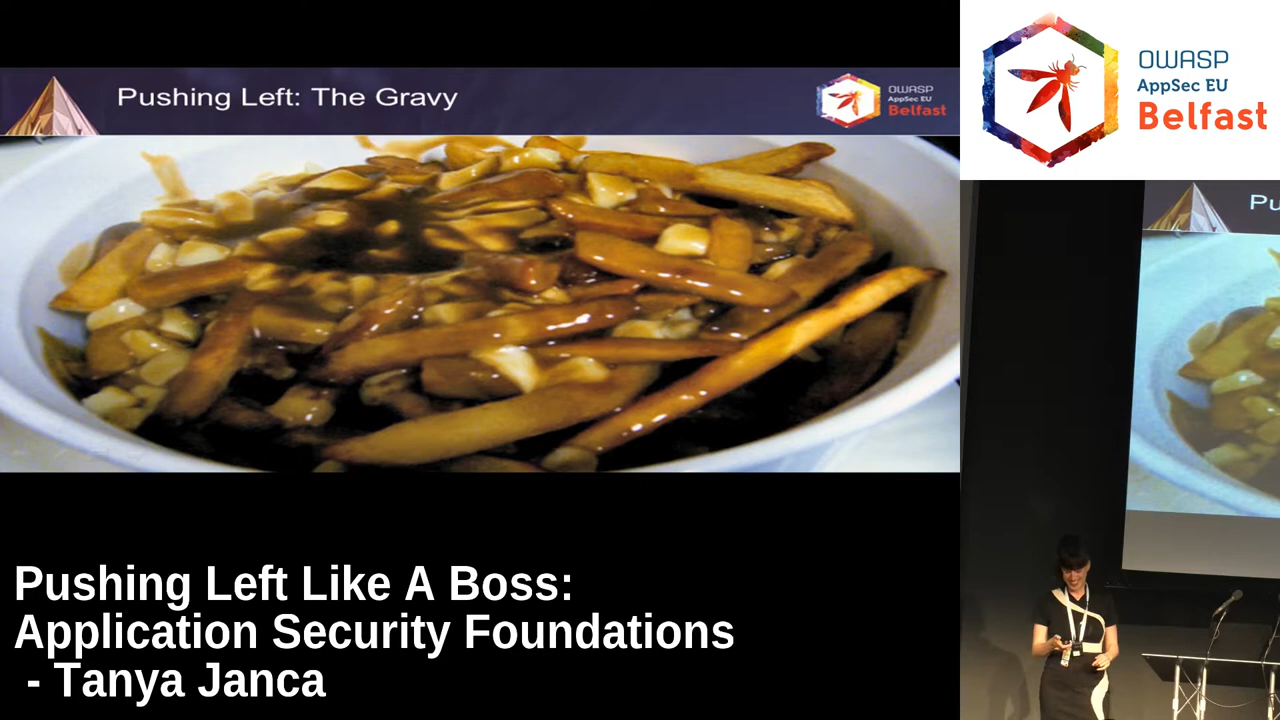 Pushing Left: The Gravy
OWASP
AppSec EU
Belfast
OWASP
AppSec EU
Belfast
Pu
Pushing Left Like A Boss:
Application Security Foundations
- Tanya Janca